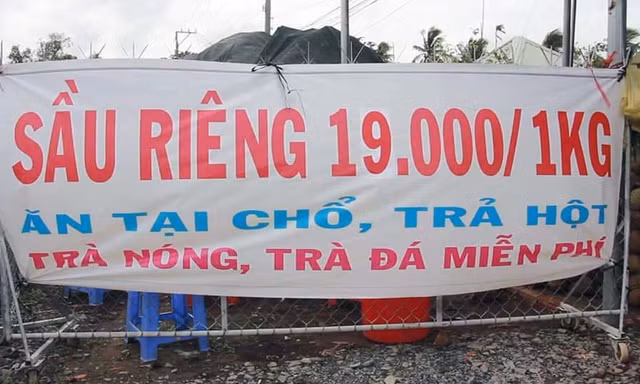 SẦU RIÊNG 19.000/1KG
ĂN TẠI CHỔ, TRẢ HỘT
TRÀ NÓNG, TRÀ ĐÁ MIỄN PHÍ